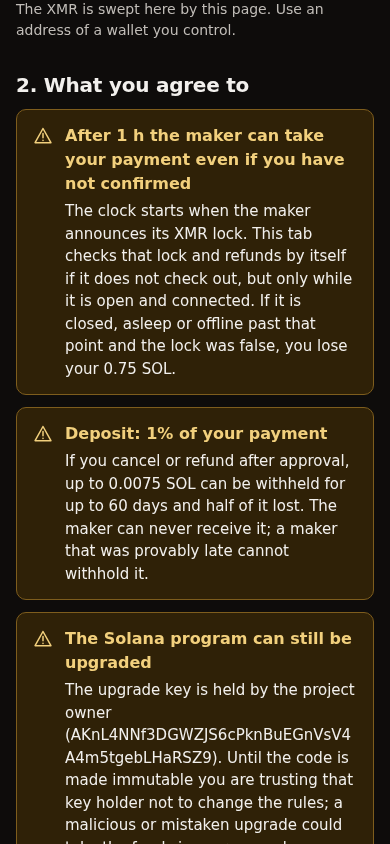 The XMR is swept here by this page. Use an
address of a wallet you control.
2. What you agree to
After 1 h the maker can take
your payment even if you have
not confirmed
The clock starts when the maker
announces its XMR lock. This tab
checks that lock and refunds by itself
if it does not check out, but only while
it is open and connected. If it is
closed, asleep or offline past that
point and the lock was false, you lose
your 0.75 SOL.
Deposit: 1% of your payment
If you cancel or refund after approval,
up to 0.0075 SOL can be withheld for
up to 60 days and half of it lost. The
maker can never receive it; a maker
that was provably late cannot
withhold it.
The Solana program can still be
upgraded
The upgrade key is held by the project
owner
(AKnL4NNf3DGWZJS6cPknBuEGnVsV4
A4m5tgebLHaRSZ9). Until the code is
made immutable you are trusting that
key holder not to change the rules; a
malicious or mistaken upgrade could